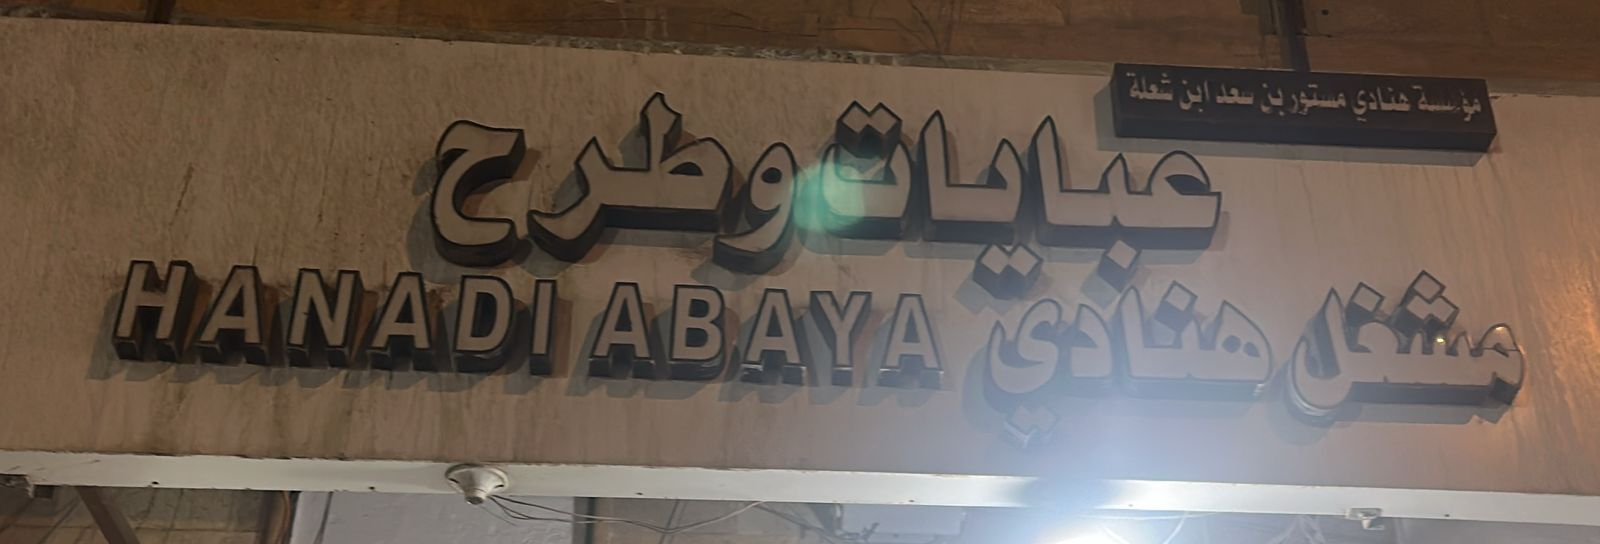 مؤسسة هنادي مستور بن سعد ابن شعلة
عبايات وطرح
مشغل هنادي HANADI ABAYA